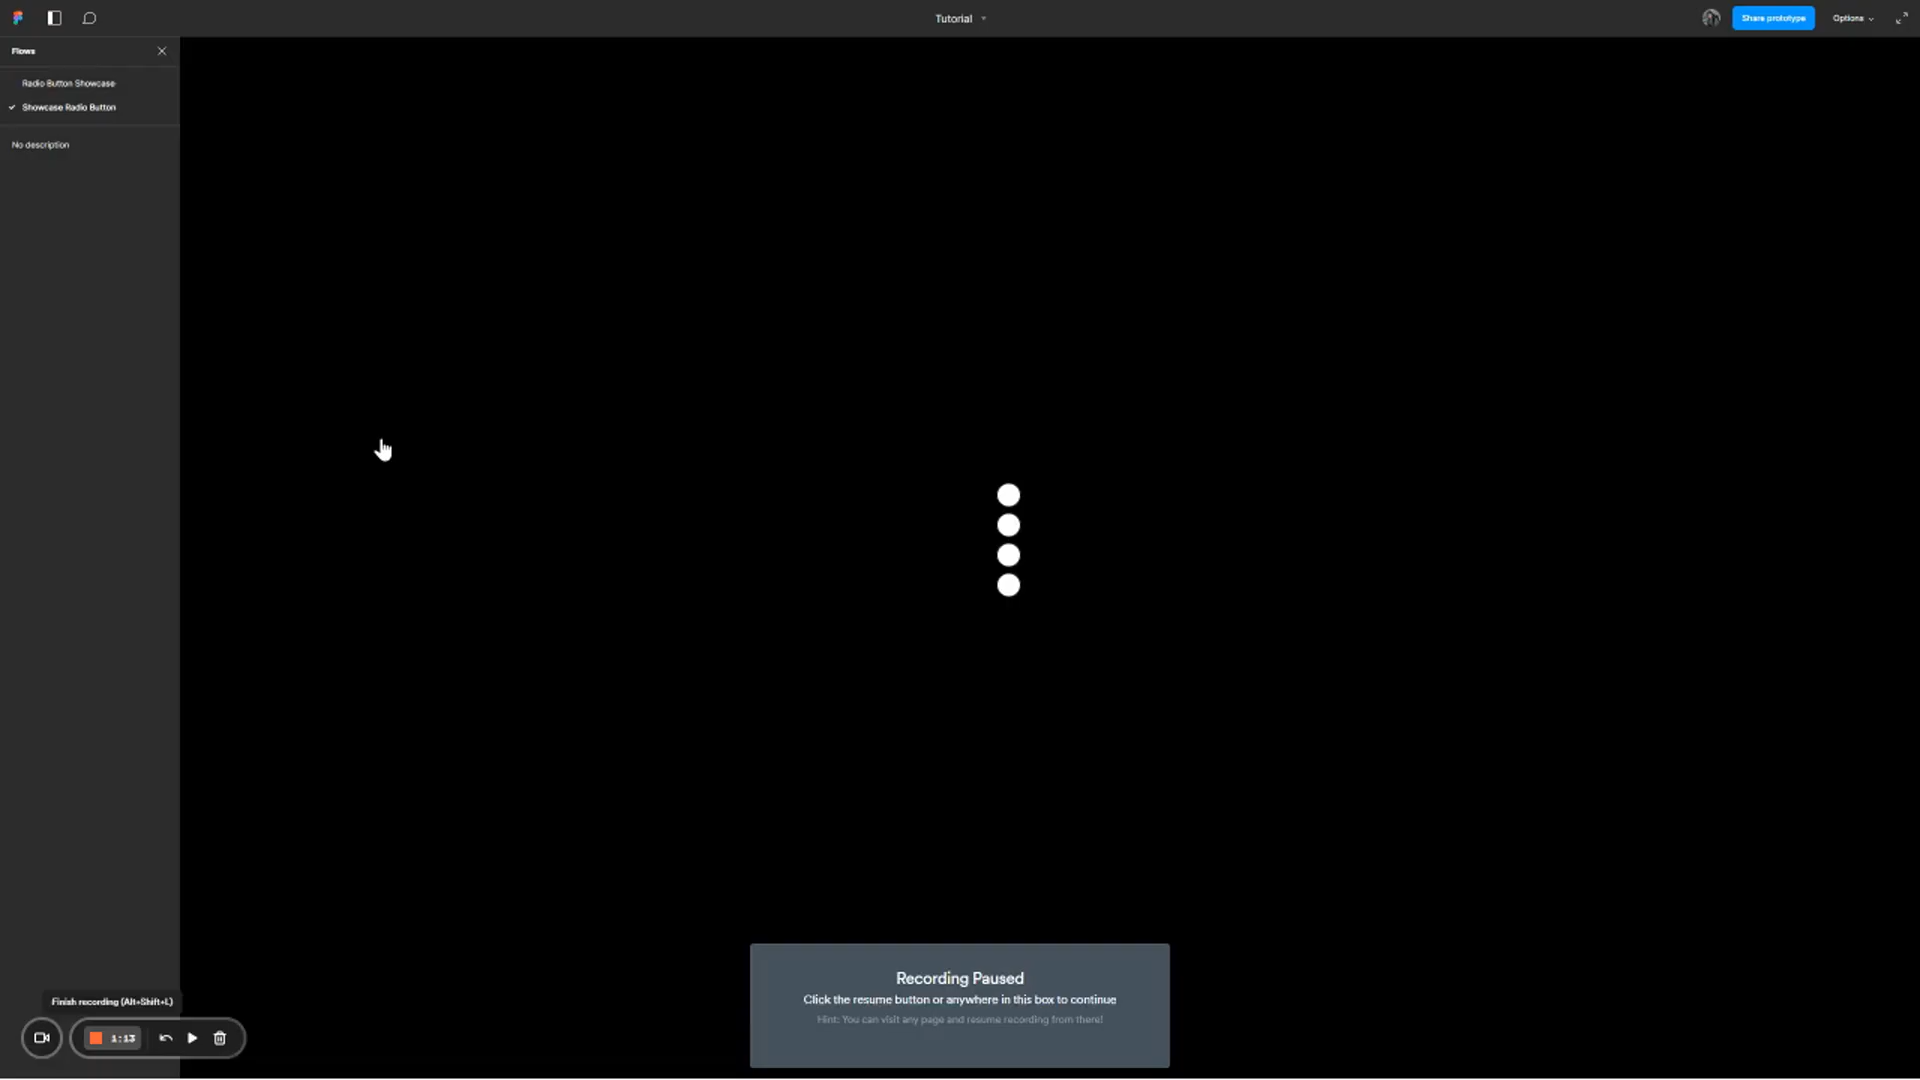 Tutorial
Share prototype
Options
Flows
Radio Button Showcase
Showcase Radio Button
No description
Recording Paused
Click the resume button or anywhere in this box to continue
Hint: You can visit any page and resume recording from there!
Finish recording (Alt+Shift+L)
1:13